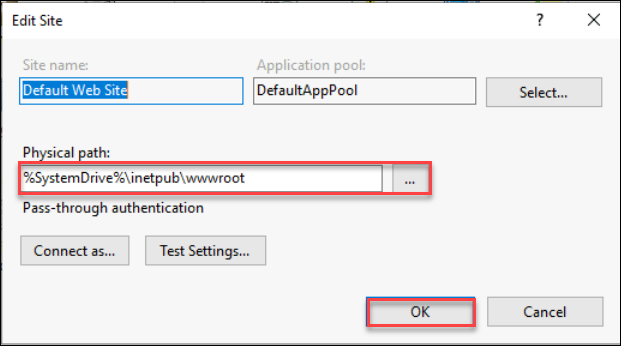 Edit Site
?
Site name:
Application pool:
Default Web Site
DefaultAppPool
Select...
Physical path:
%SystemDrive%\inetpub\wwwroot
...
Pass-through authentication
Connect as...
Test Settings...
OK
Cancel